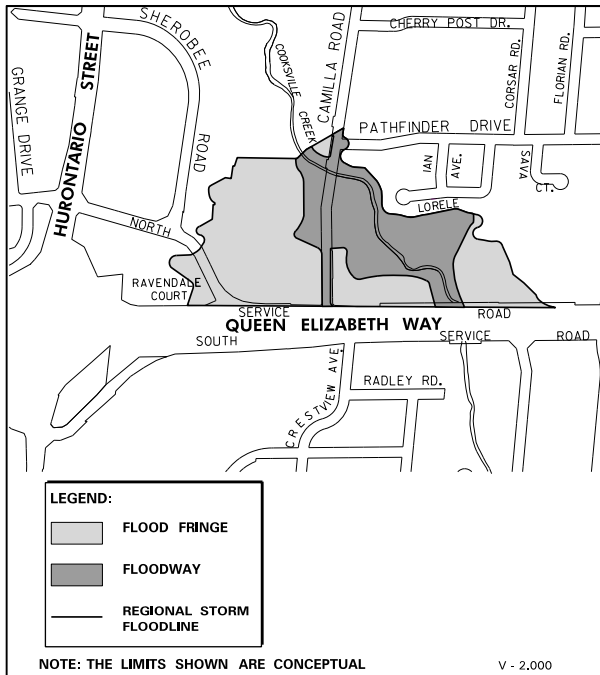 SHEROBEE
ROAD
GRANGE DRIVE
HURONTARIO STREET
COOKSVILLE CREEK
CAMILLA ROAD
CHERRY POST DR.
CORSAR RD.
FLORIAN RD.
PATHFINDER DRIVE
IAN AVE.
SAVA CT.
LORELE
NORTH
RAVENDALE
COURT
SERVICE
ROAD
QUEEN ELIZABETH WAY
SOUTH
SERVICE
ROAD
CRESTVIEW AVE.
RADLEY RD.
LEGEND:
FLOOD FRINGE
FLOODWAY
REGIONAL STORM
FLOODLINE
NOTE: THE LIMITS SHOWN ARE CONCEPTUAL
V - 2.000